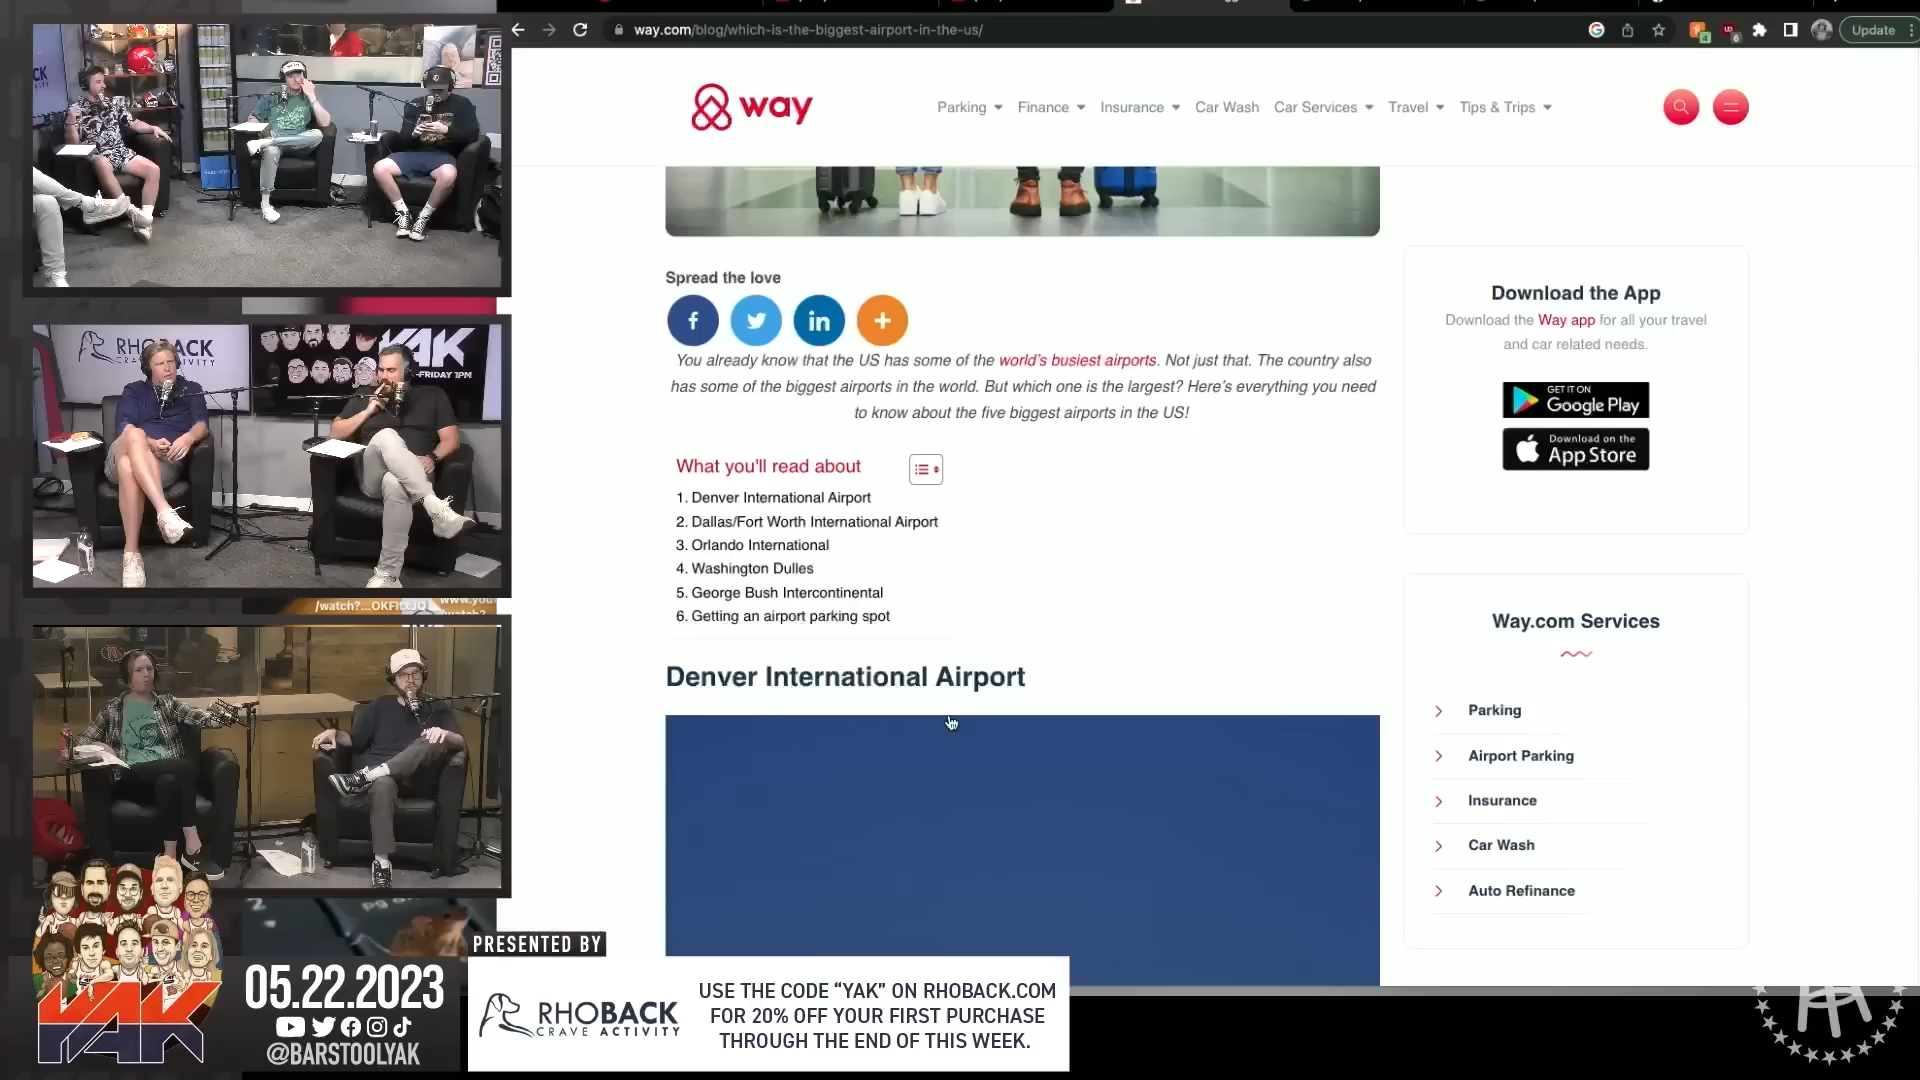 way.com/blog/which-is-the-biggest-airport-in-the-us/
Update
way
Parking
Finance
Insurance
Car Wash
Car Services
Travel
Tips & Trips
Spread the love
You already know that the US has some of the world's busiest airports. Not just that. The country also
has some of the biggest airports in the world. But which one is the largest? Here's everything you need
to know about the five biggest airports in the US!
What you'll read about
1. Denver International Airport
2. Dallas/Fort Worth International Airport
3. Orlando International
4. Washington Dulles
5. George Bush Intercontinental
6. Getting an airport parking spot
Denver International Airport
Download the App
Download the Way app for all your travel
and car related needs.
GET IT ON
Google Play
Download on the
App Store
Way.com Services
Parking
Airport Parking
Insurance
Car Wash
Auto Refinance
RHOBACK
CRAVE ACTIVITY
YAK
-FRIDAY 1PM
/watch?...OKFItxJQ
YAK
05.22.2023
@BARSTOOLYAK
PRESENTED BY
RHOBACK
CRAVE ACTIVITY
USE THE CODE "YAK" ON RHOBACK.COM
FOR 20% OFF YOUR FIRST PURCHASE
THROUGH THE END OF THIS WEEK.